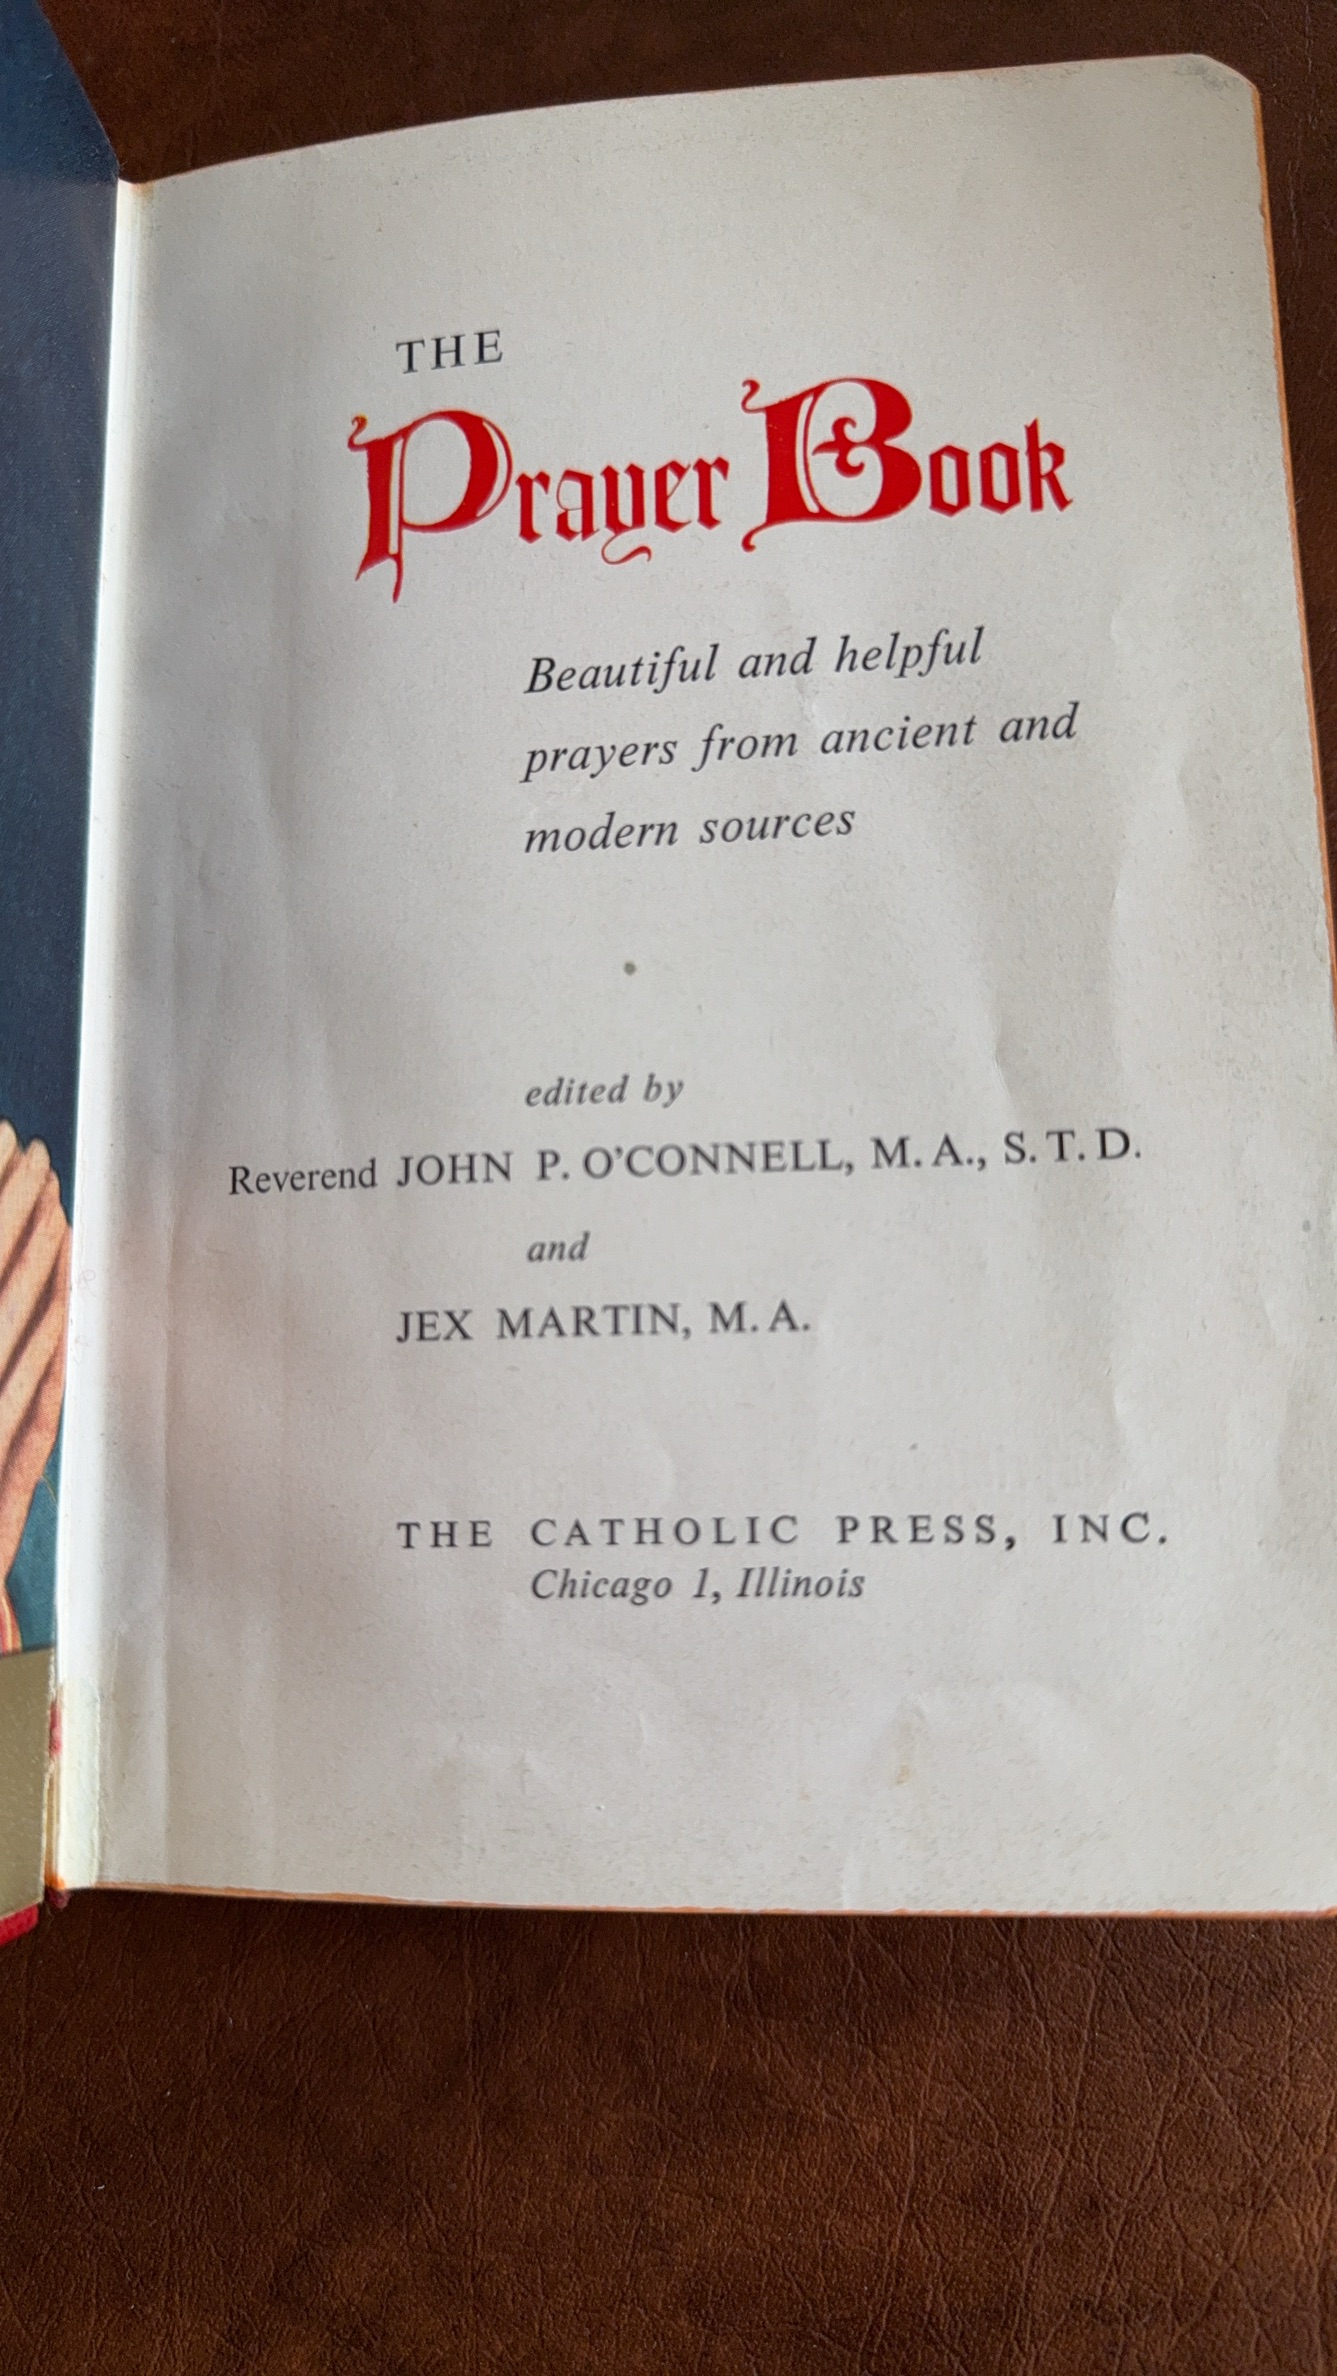 THE
Prayer Book
Beautiful and helpful
prayers from ancient and
modern sources
edited by
Reverend JOHN P. O'CONNELL, M.A., S.T.D.
and
JEX MARTIN, M.A.
THE CATHOLIC PRESS, INC.
Chicago 1, Illinois